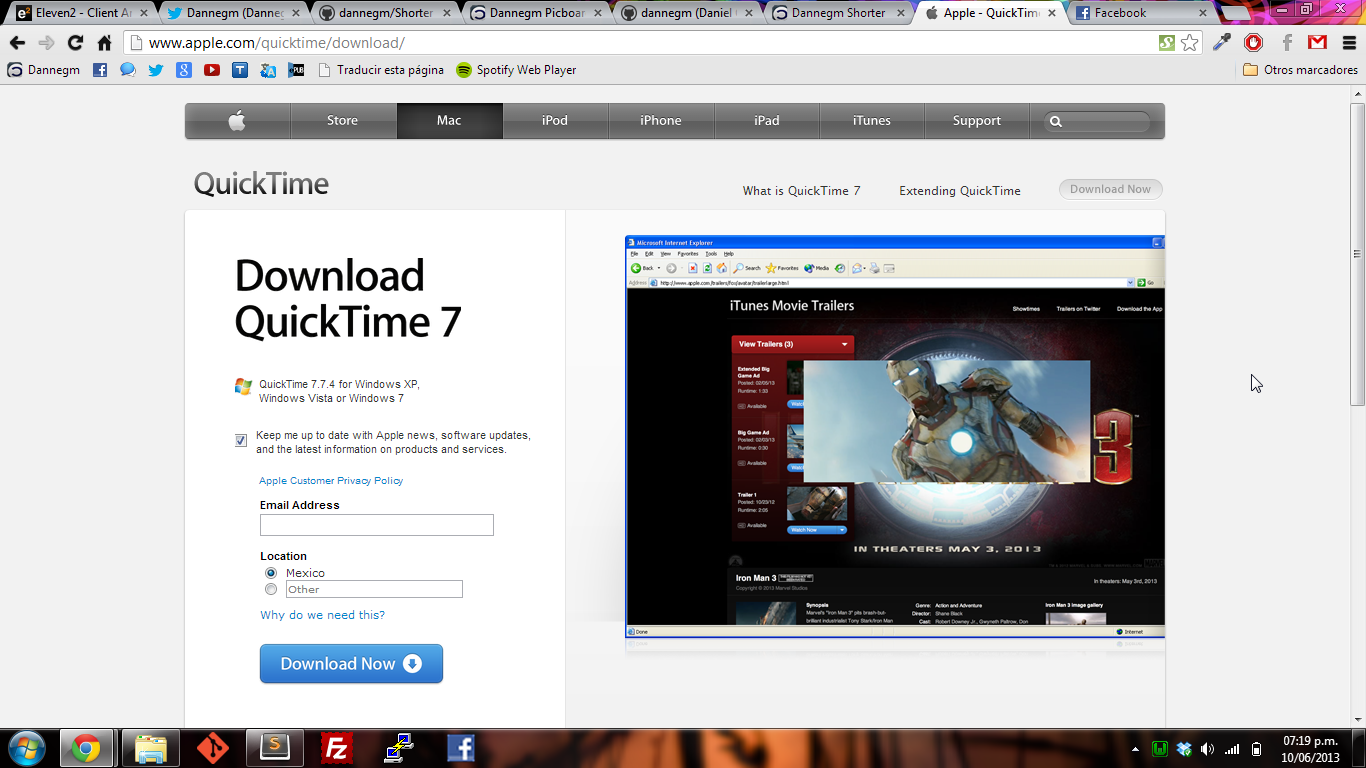 Eleven2 - Client Ar
Dannegm (Danneg
dannegm/Shorter
Dannegm Picboar
dannegm (Daniel
Dannegm Shorter
Apple - QuickTim
Facebook
www.apple.com/quicktime/download/
Dannegm
Traducir esta página
Spotify Web Player
Otros marcadores
Store
Mac
iPod
iPhone
iPad
iTunes
Support
QuickTime
What is QuickTime 7
Extending QuickTime
Download Now
Download
QuickTime 7
QuickTime 7.7.4 for Windows XP,
Windows Vista or Windows 7
Keep me up to date with Apple news, software updates,
and the latest information on products and services.
Apple Customer Privacy Policy
Email Address
Location
Mexico
Other
Why do we need this?
Download Now
Microsoft Internet Explorer
File Edit View Favorites Tools Help
Back Search Favorites Media
Address http://www.apple.com/trailers/fox/avatar/trailerlarge.html Go
iTunes Movie Trailers
Showtimes Trailers on Twitter Download the App
View Trailers (3)
Extended Big
Game Ad
Posted: 02/05/13
Runtime: 1:33
Available
Watch
Big Game Ad
Posted: 02/03/13
Runtime: 0:30
Available
Watch
Trailer 1
Posted: 10/23/12
Runtime: 2:05
Available
Watch Now
3
IN THEATERS MAY 3, 2013
Iron Man 3
Copyright © 2013 Marvel Studios
In theaters: May 3rd, 2013
Synopsis
Marvel's "Iron Man 3" pits brash-but-
brilliant industrialist Tony Stark/Iron Man
Genre: Action and Adventure
Director: Shane Black
Cast: Robert Downey Jr., Gwyneth Paltrow, Don
Iron Man 3 image gallery
Done
Internet
07:19 p.m.
10/06/2013